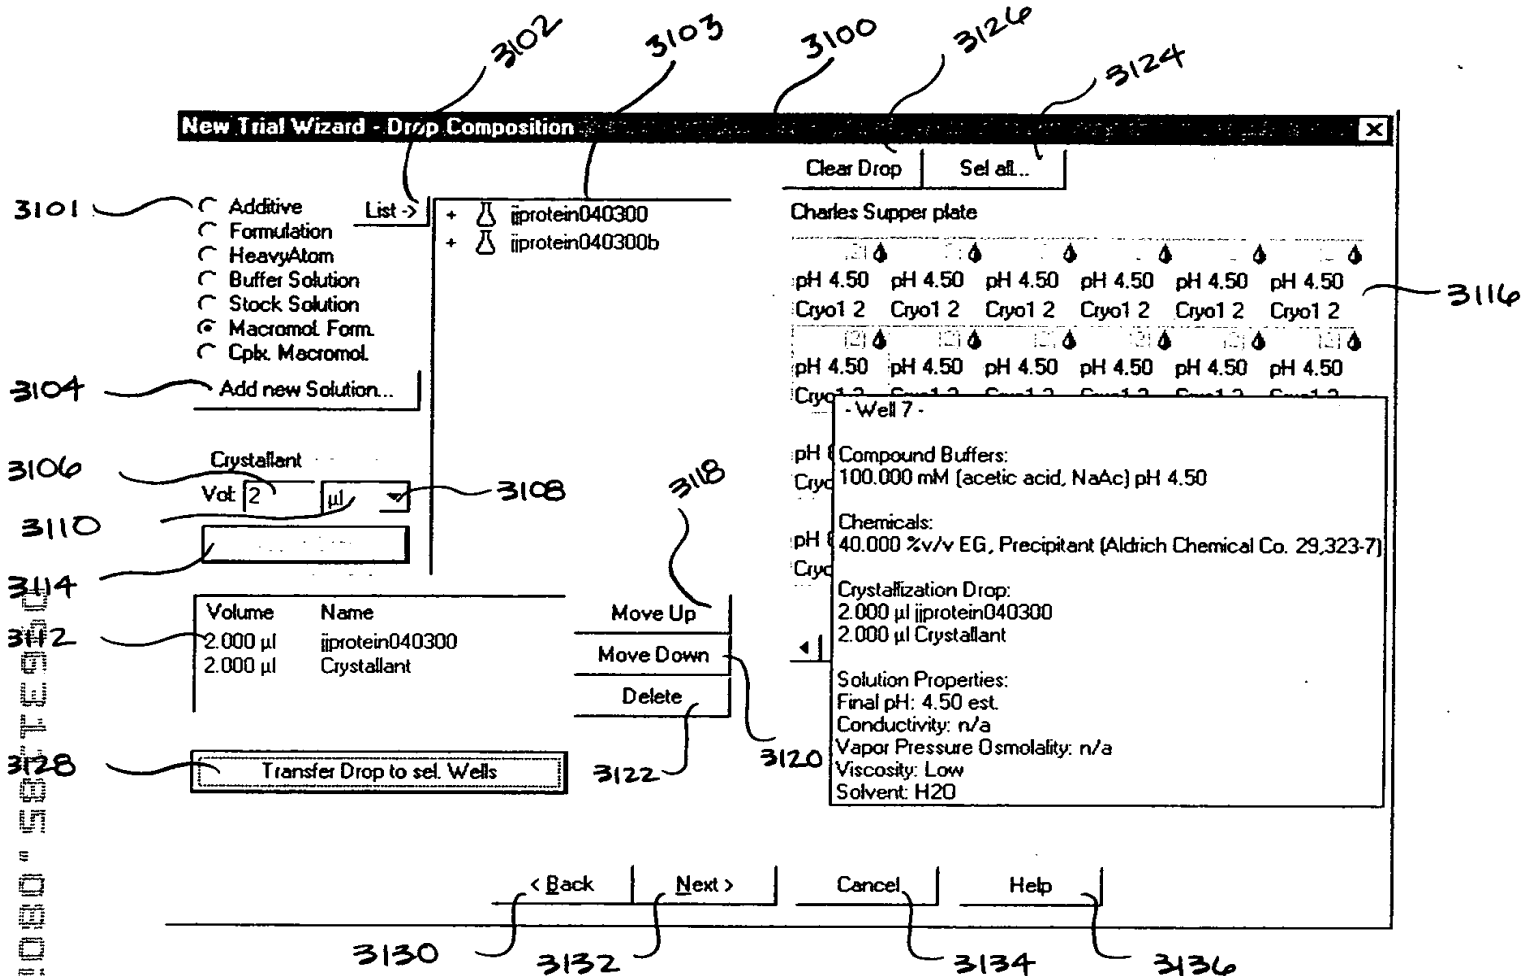 3102 3103 3100 3126 3124
New Trial Wizard - Drop Composition
Clear Drop Sel all...
3101
Additive
Formulation
HeavyAtom
Buffer Solution
Stock Solution
Macromol. Form.
Cplx. Macromol.
List ->
+ jjprotein040300
+ jjprotein040300b
Charles Supper plate
pH 4.50 pH 4.50 pH 4.50 pH 4.50 pH 4.50 pH 4.50
Cryo1 2 Cryo1 2 Cryo1 2 Cryo1 2 Cryo1 2 Cryo1 2
3116
pH 4.50 pH 4.50 pH 4.50 pH 4.50 pH 4.50 pH 4.50
3104
Add new Solution...
3106
Crystallant
Vol: 2 µl
3108
3110
3114
3118
- Well 7 -
Compound Buffers:
100.000 mM (acetic acid, NaAc) pH 4.50
Chemicals:
40.000 %v/v EG, Precipitant (Aldrich Chemical Co. 29,323-7)
Crystallization Drop:
2.000 µl jjprotein040300
2.000 µl Crystallant
Solution Properties:
Final pH: 4.50 est.
Conductivity: n/a
Vapor Pressure Osmolality: n/a
Viscosity: Low
Solvent: H2O
Volume Name
3112
2.000 µl jjprotein040300
2.000 µl Crystallant
Move Up
Move Down
Delete
3120
3122
3128
Transfer Drop to sel. Wells
< Back Next > Cancel Help
3130 3132 3134 3136